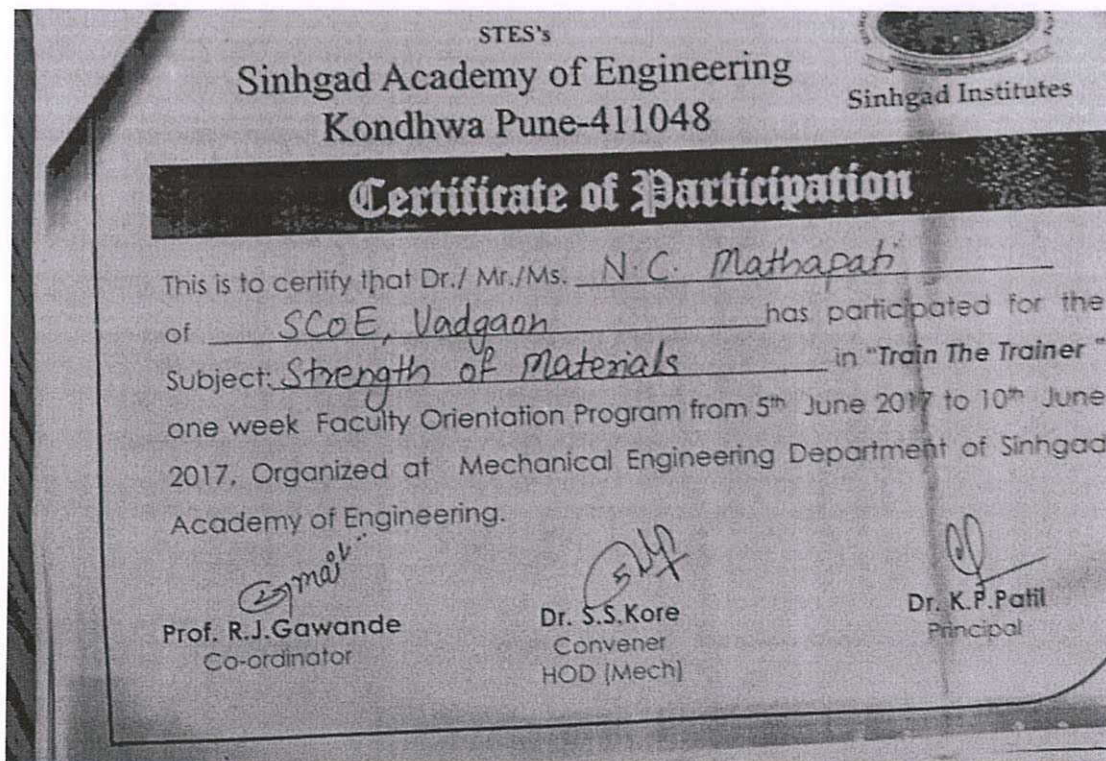 STES's
Sinhgad Academy of Engineering
Kondhwa Pune-411048
Sinhgad Institutes
Certificate of Participation
This is to certify that Dr./ Mr./Ms. N.C. Mathapati
of SCoE, Vadgaon has participated for the
Subject: Strength of Materials in "Train The Trainer "
one week Faculty Orientation Program from 5th June 2017 to 10th June
2017, Organized at Mechanical Engineering Department of Sinhgad
Academy of Engineering.
Prof. R.J.Gawande
Co-ordinator
Dr. S.S.Kore
Convener
HOD (Mech)
Dr. K.P.Patil
Principal